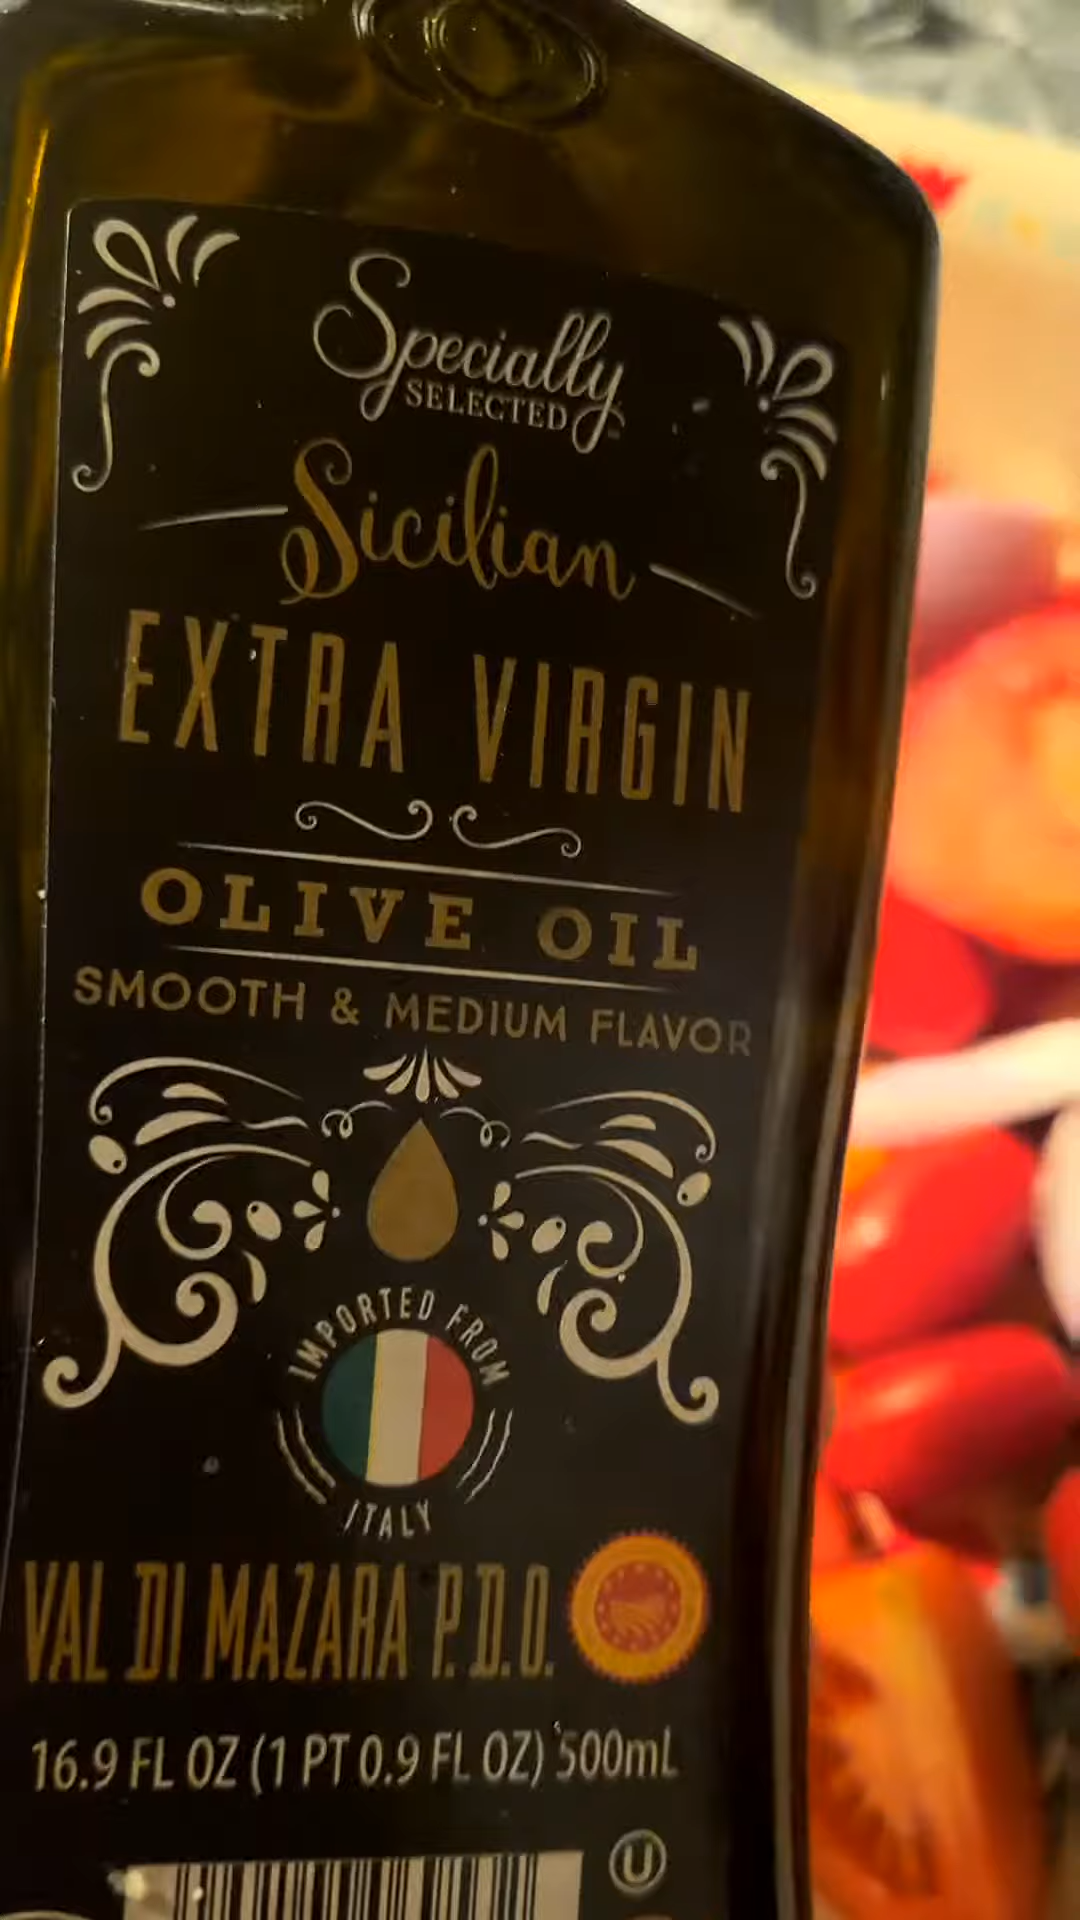 Specially
SELECTED
Sicilian
EXTRA VIRGIN
OLIVE OIL
SMOOTH & MEDIUM FLAVOR
IMPORTED FROM
ITALY
VAL DI MAZARA P.D.O.
16.9 FL OZ (1 PT 0.9 FL OZ) 500mL
U